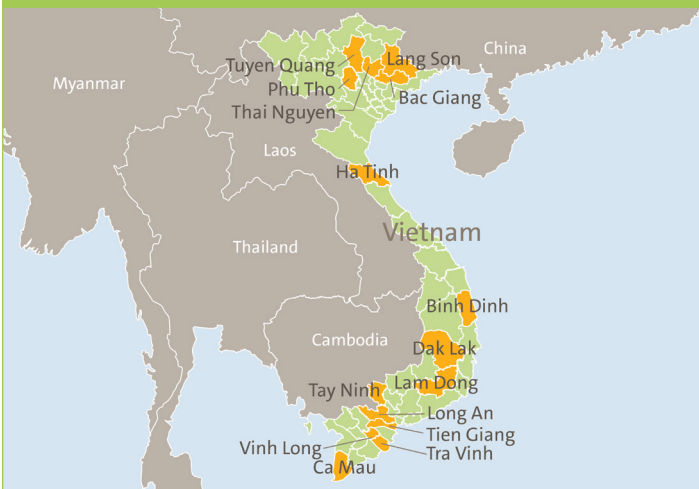 China
Tuyen Quang
Lang Son
Myanmar
Phu Tho
Bac Giang
Thai Nguyen
Laos
Ha Tinh
Vietnam
Thailand
Binh Dinh
Cambodia
Dak Lak
Lam Dong
Tay Ninh
Long An
Tien Giang
Vinh Long
Tra Vinh
Ca Mau